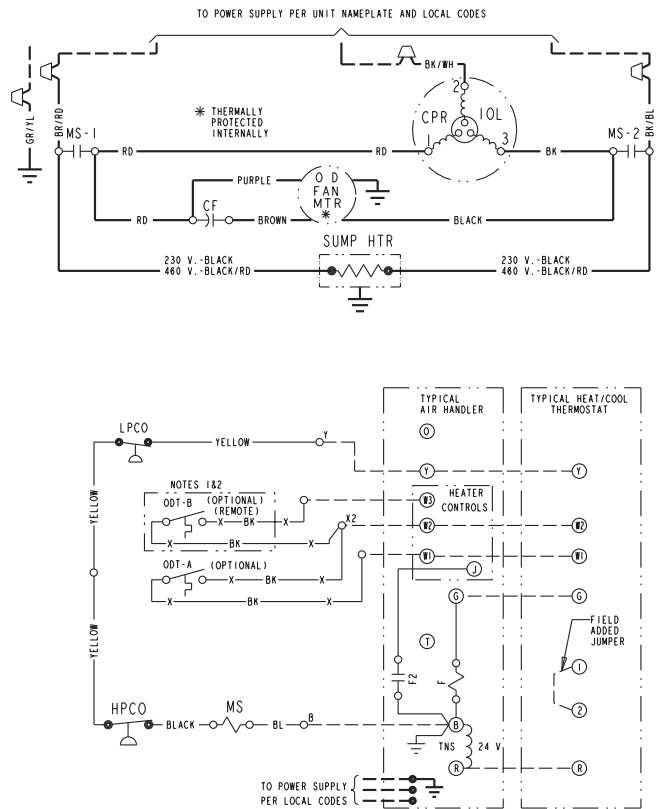 TO POWER SUPPLY PER UNIT NAMEPLATE AND LOCAL CODES
GR/YL
BR/RD
BK/WH
BK/BL
2
CPR
IOL
1
3
MS-1
MS-2
* THERMALLY
PROTECTED
INTERNALLY
RD
RD
BK
PURPLE
O D
FAN
MTR
*
CF
RD
BROWN
BLACK
SUMP HTR
230 V.-BLACK
460 V.-BLACK/RD
230 V.-BLACK
460 V.-BLACK/RD
TYPICAL
AIR HANDLER
TYPICAL HEAT/COOL
THERMOSTAT
LPCO
YELLOW
Y
O
Y
Y
YELLOW
NOTES 1&2
ODT-B (OPTIONAL)
(REMOTE)
X BK X
X BK X
X2
W3
HEATER
CONTROLS
W2
W2
ODT-A (OPTIONAL)
X BK X
X BK X
W1
W1
J
G
G
YELLOW
T
FIELD
ADDED
JUMPER
1
2
F2
F
HPCO
BLACK
MS
BL
B
B
TNS
24 V
R
R
TO POWER SUPPLY
PER LOCAL CODES